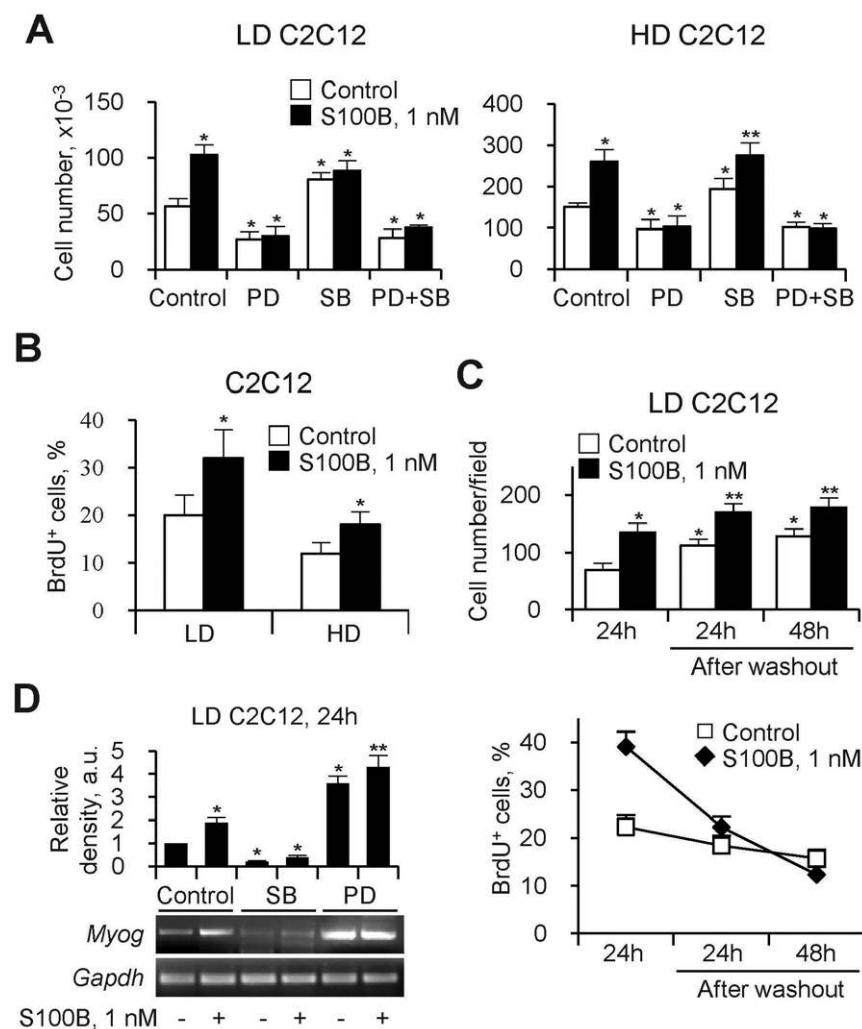 A
LD C2C12
HD C2C12
Control
S100B, 1 nM
Cell number, x10-3
150
100
50
0
400
300
200
100
0
* * * * * * *
* * * * ** * *
Control PD SB PD+SB
Control PD SB PD+SB
B
C2C12
Control
S100B, 1 nM
BrdU+ cells, %
40
30
20
10
0
* *
LD HD
C
LD C2C12
Control
S100B, 1 nM
Cell number/field
200
100
0
* * ** * **
24h 24h 48h
After washout
Control
S100B, 1 nM
BrdU+ cells, %
40
30
20
10
0
24h 24h 48h
After washout
D
LD C2C12, 24h
Relative
density, a.u.
5
4
3
2
1
0
* * * * **
Control SB PD
Myog
Gapdh
S100B, 1 nM - + - + - +